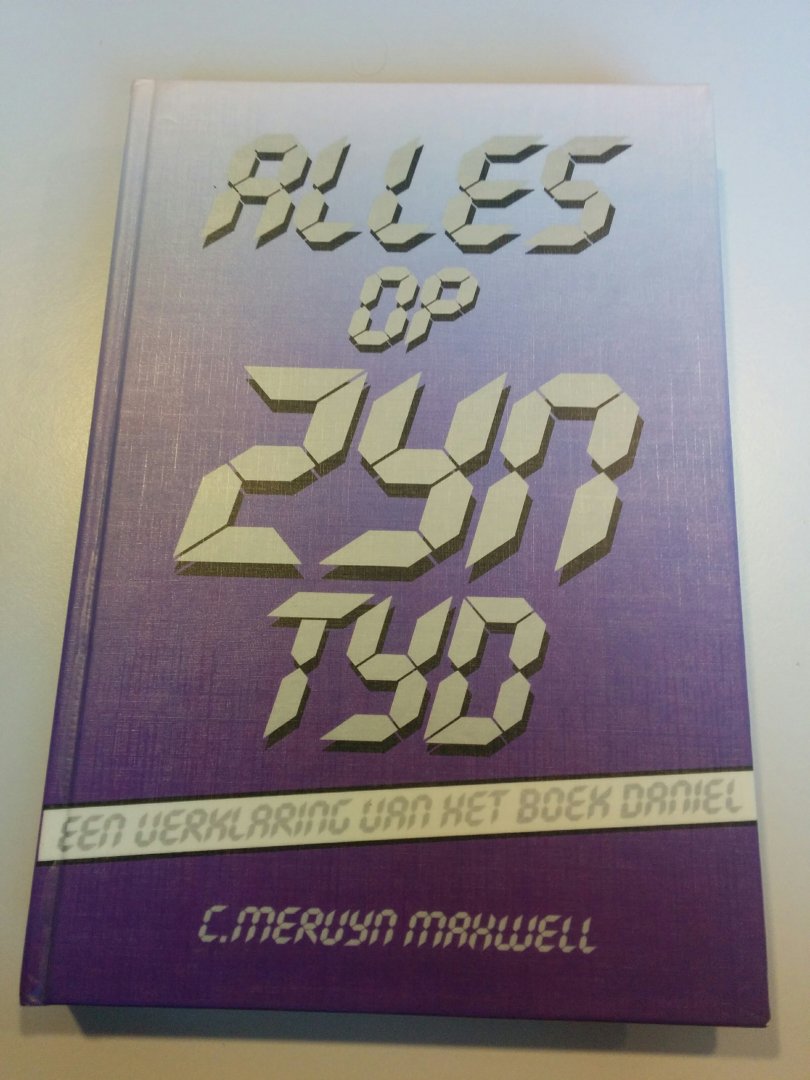 ALLES
OP
ZYN
TYD
EEN VERKLARING VAN HET BOEK DANIEL
C. MERVYN MAXWELL